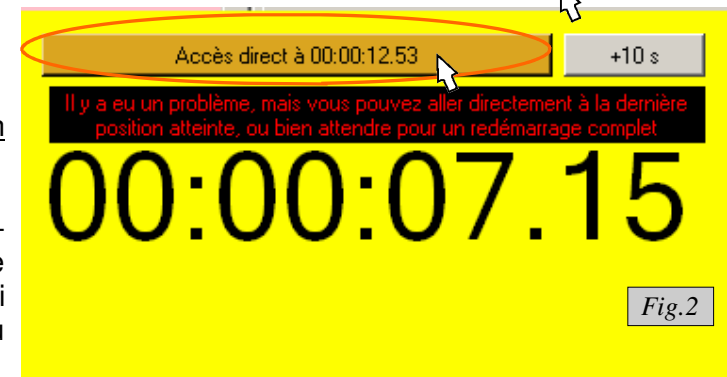 Accès direct à 00:00:12.53
+10 s
Il y a eu un problème, mais vous pouvez aller directement à la dernière
position atteinte, ou bien attendre pour un redémarrage complet
00:00:07.15
Fig.2